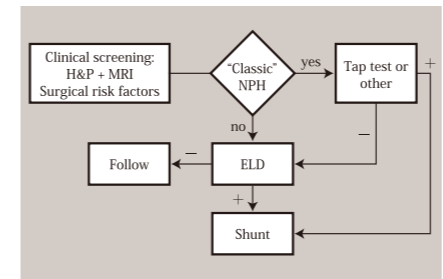 Clinical screening:
H&P + MRI
Surgical risk factors
“Classic”
NPH
yes
Tap test or
other
+
no
–
Follow
–
ELD
+
Shunt